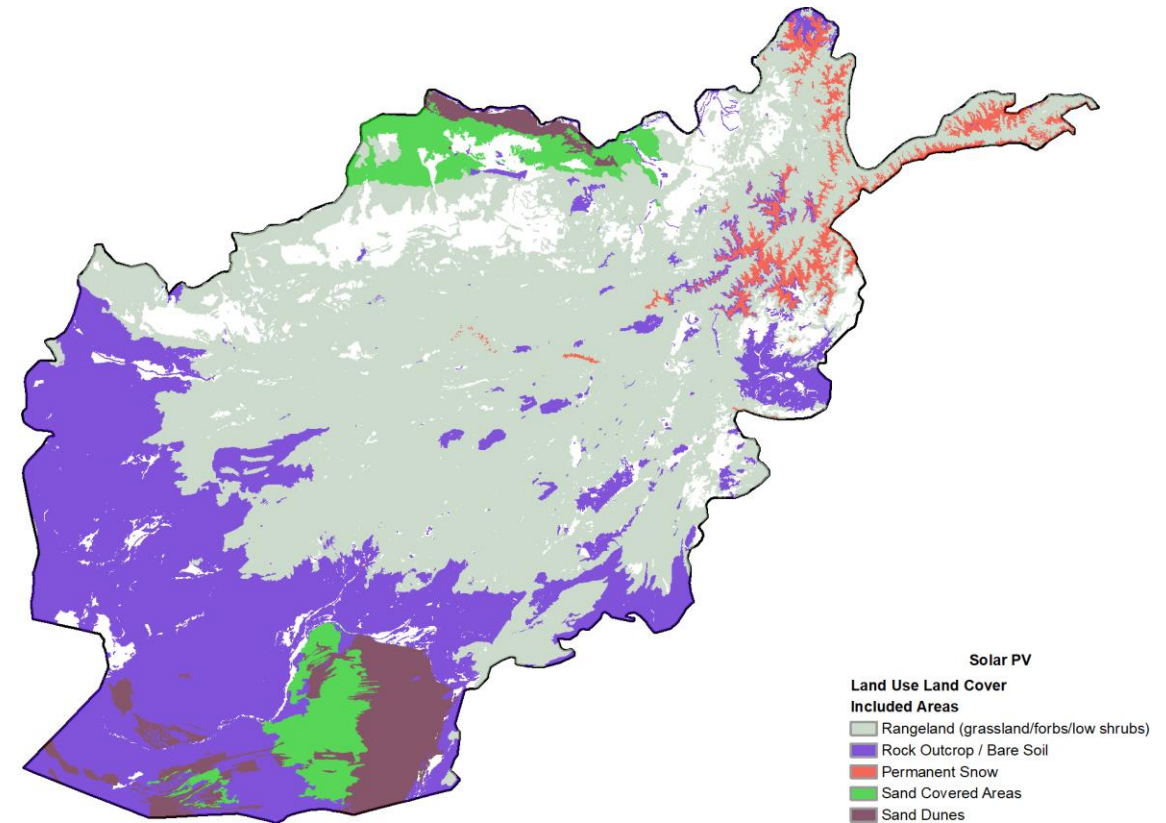 Solar PV
Land Use Land Cover
Included Areas
Rangeland (grassland/forbs/low shrubs)
Rock Outcrop / Bare Soil
Permanent Snow
Sand Covered Areas
Sand Dunes